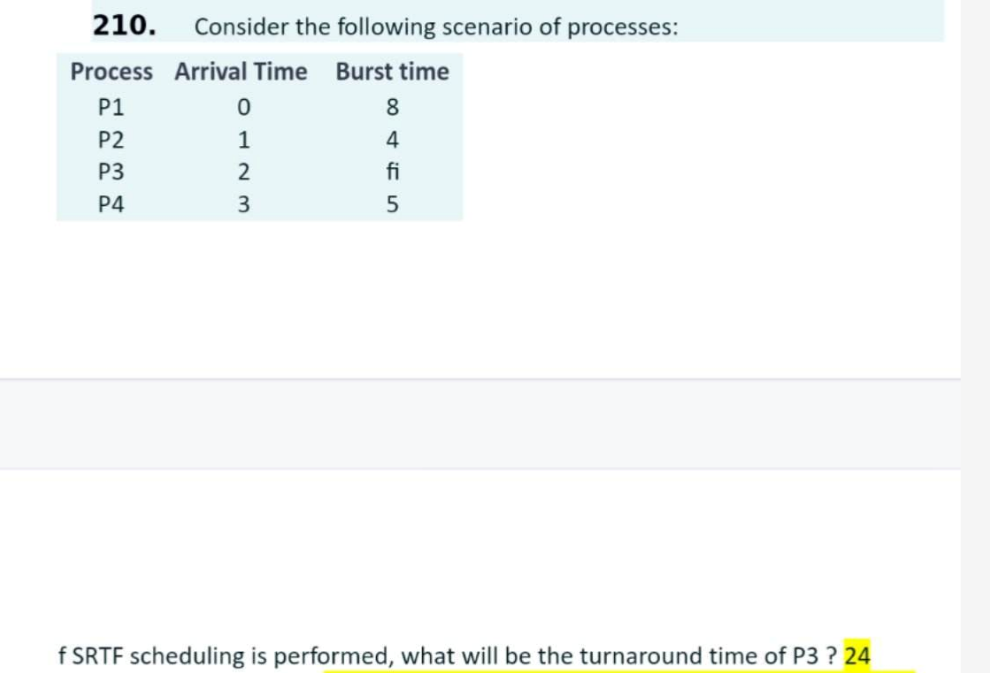 210. Consider the following scenario of processes:
Process Arrival Time Burst time
P1 0 8
P2 1 4
P3 2 fi
P4 3 5
f SRTF scheduling is performed, what will be the turnaround time of P3 ? 24